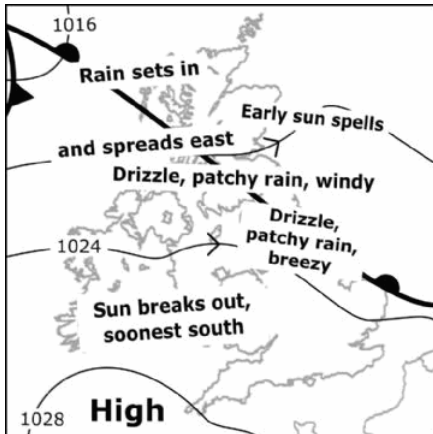 1016
Rain sets in
Early sun spells
and spreads east
Drizzle, patchy rain, windy
Drizzle,
patchy rain,
breezy
1024
Sun breaks out,
soonest south
1028
High